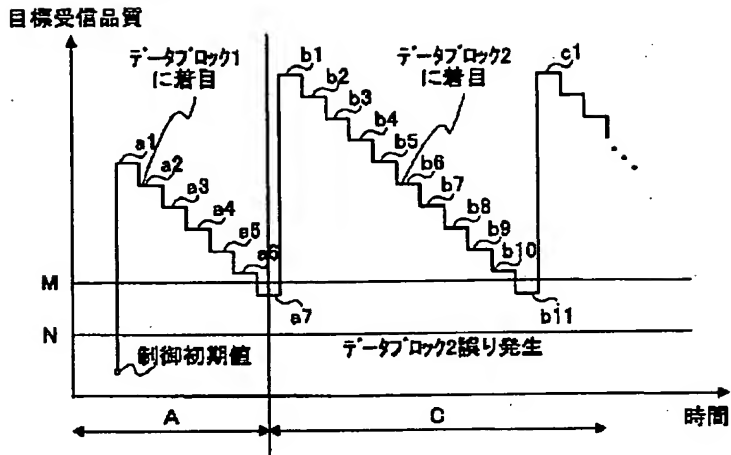 目標受信品質
データブロック1
に着目
b1
データブロック2
に着目
c1
b2
b3
b4
a1
b5
a2
b6
a3
b7
a4
b8
a5
b9
a6
b10
M
a7
b11
N
制御初期値
データブロック2誤り発生
A
C
時間